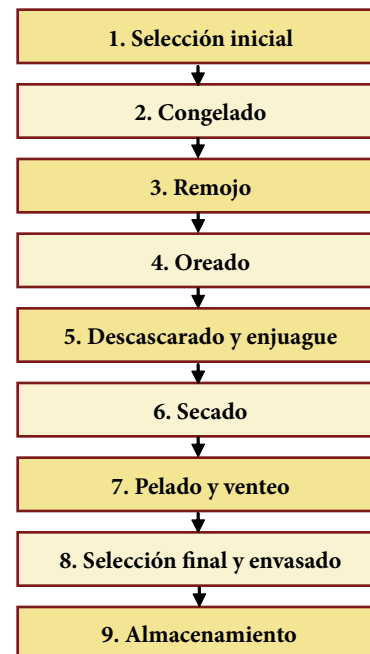 1. Selección inicial
2. Congelado
3. Remojo
4. Oreado
5. Descascarado y enjuague
6. Secado
7. Pelado y venteo
8. Selección final y envasado
9. Almacenamiento